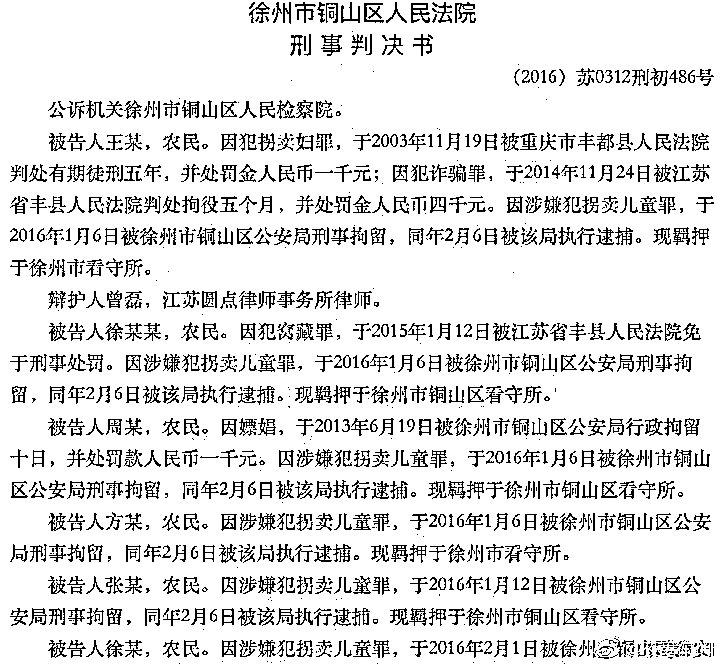 徐州市铜山区人民法院
刑事判决书
（2016）苏0312刑初486号
公诉机关徐州市铜山区人民检察院。
被告人王某，农民。因犯拐卖妇罪，于2003年11月19日被重庆市丰都县人民法院
判处有期徒刑五年，并处罚金人民币一千元；因犯诈骗罪，于2014年11月24日被江苏
省丰县人民法院判处拘役五个月，并处罚金人民币四千元。因涉嫌犯拐卖儿童罪，于
2016年1月6日被徐州市铜山区公安局刑事拘留，同年2月6日被该局执行逮捕。现羁押
于徐州市看守所。
辩护人曾磊，江苏圆点律师事务所律师。
被告人徐某某，农民。因犯窝藏罪，于2015年1月12日被江苏省丰县人民法院免
于刑事处罚。因涉嫌犯拐卖儿童罪，于2016年1月6日被徐州市铜山区公安局刑事拘
留，同年2月6日被该局执行逮捕。现羁押于徐州市铜山区看守所。
被告人周某，农民。因嫖娼，于2013年6月19日被徐州市铜山区公安局行政拘留
十日，并处罚款人民币一千元。因涉嫌犯拐卖儿童罪，于2016年1月6日被徐州市铜山
区公安局刑事拘留，同年2月6日被该局执行逮捕。现羁押于徐州市铜山区看守所。
被告人方某，农民。因涉嫌犯拐卖儿童罪，于2016年1月6日被徐州市铜山区公安
局刑事拘留，同年2月6日被该局执行逮捕。现羁押于徐州市看守所。
被告人张某，农民。因涉嫌犯拐卖儿童罪，于2016年1月12日被徐州市铜山区公
安局刑事拘留，同年2月6日被该局执行逮捕。现羁押于徐州市铜山区看守所。
被告人徐某，农民。因涉嫌犯拐卖儿童罪，于2016年2月1日被徐州